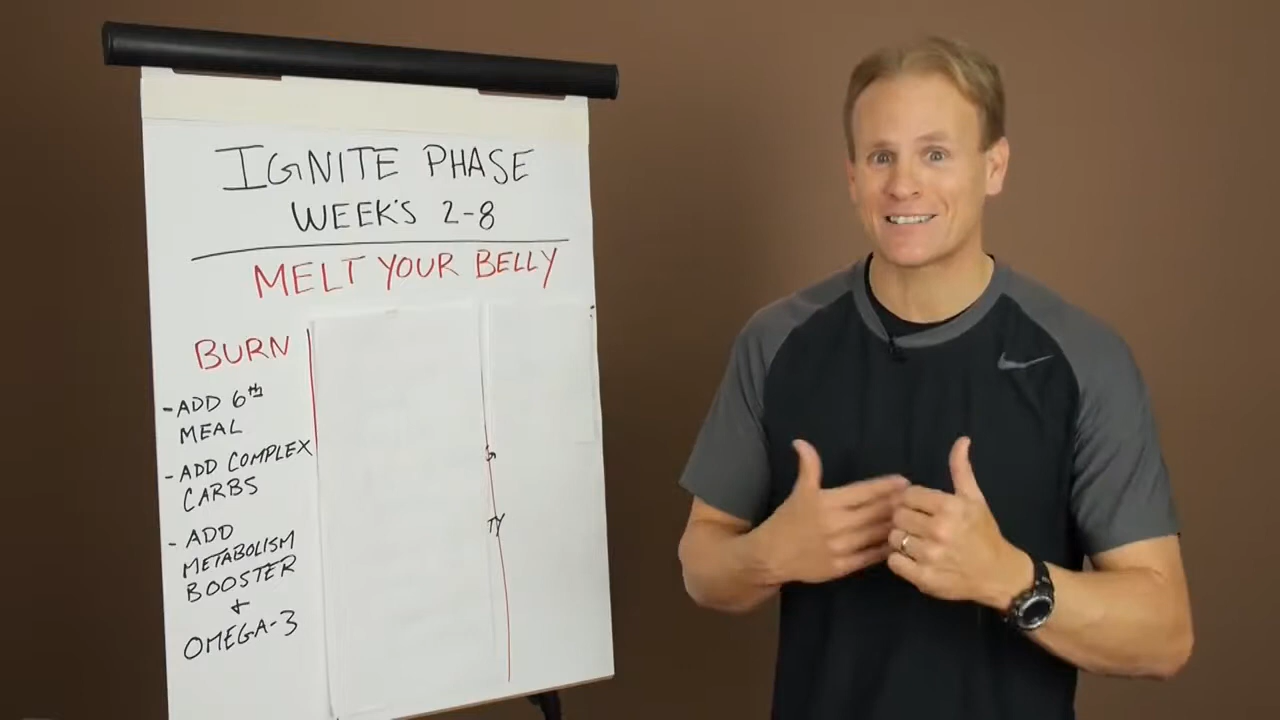 IGNITE PHASE
WEEK'S 2-8
MELT YOUR BELLY
BURN
- ADD 6th
MEAL
- ADD COMPLEX
CARBS
- ADD
METABOLISM
BOOSTER
+
OMEGA-3
TY